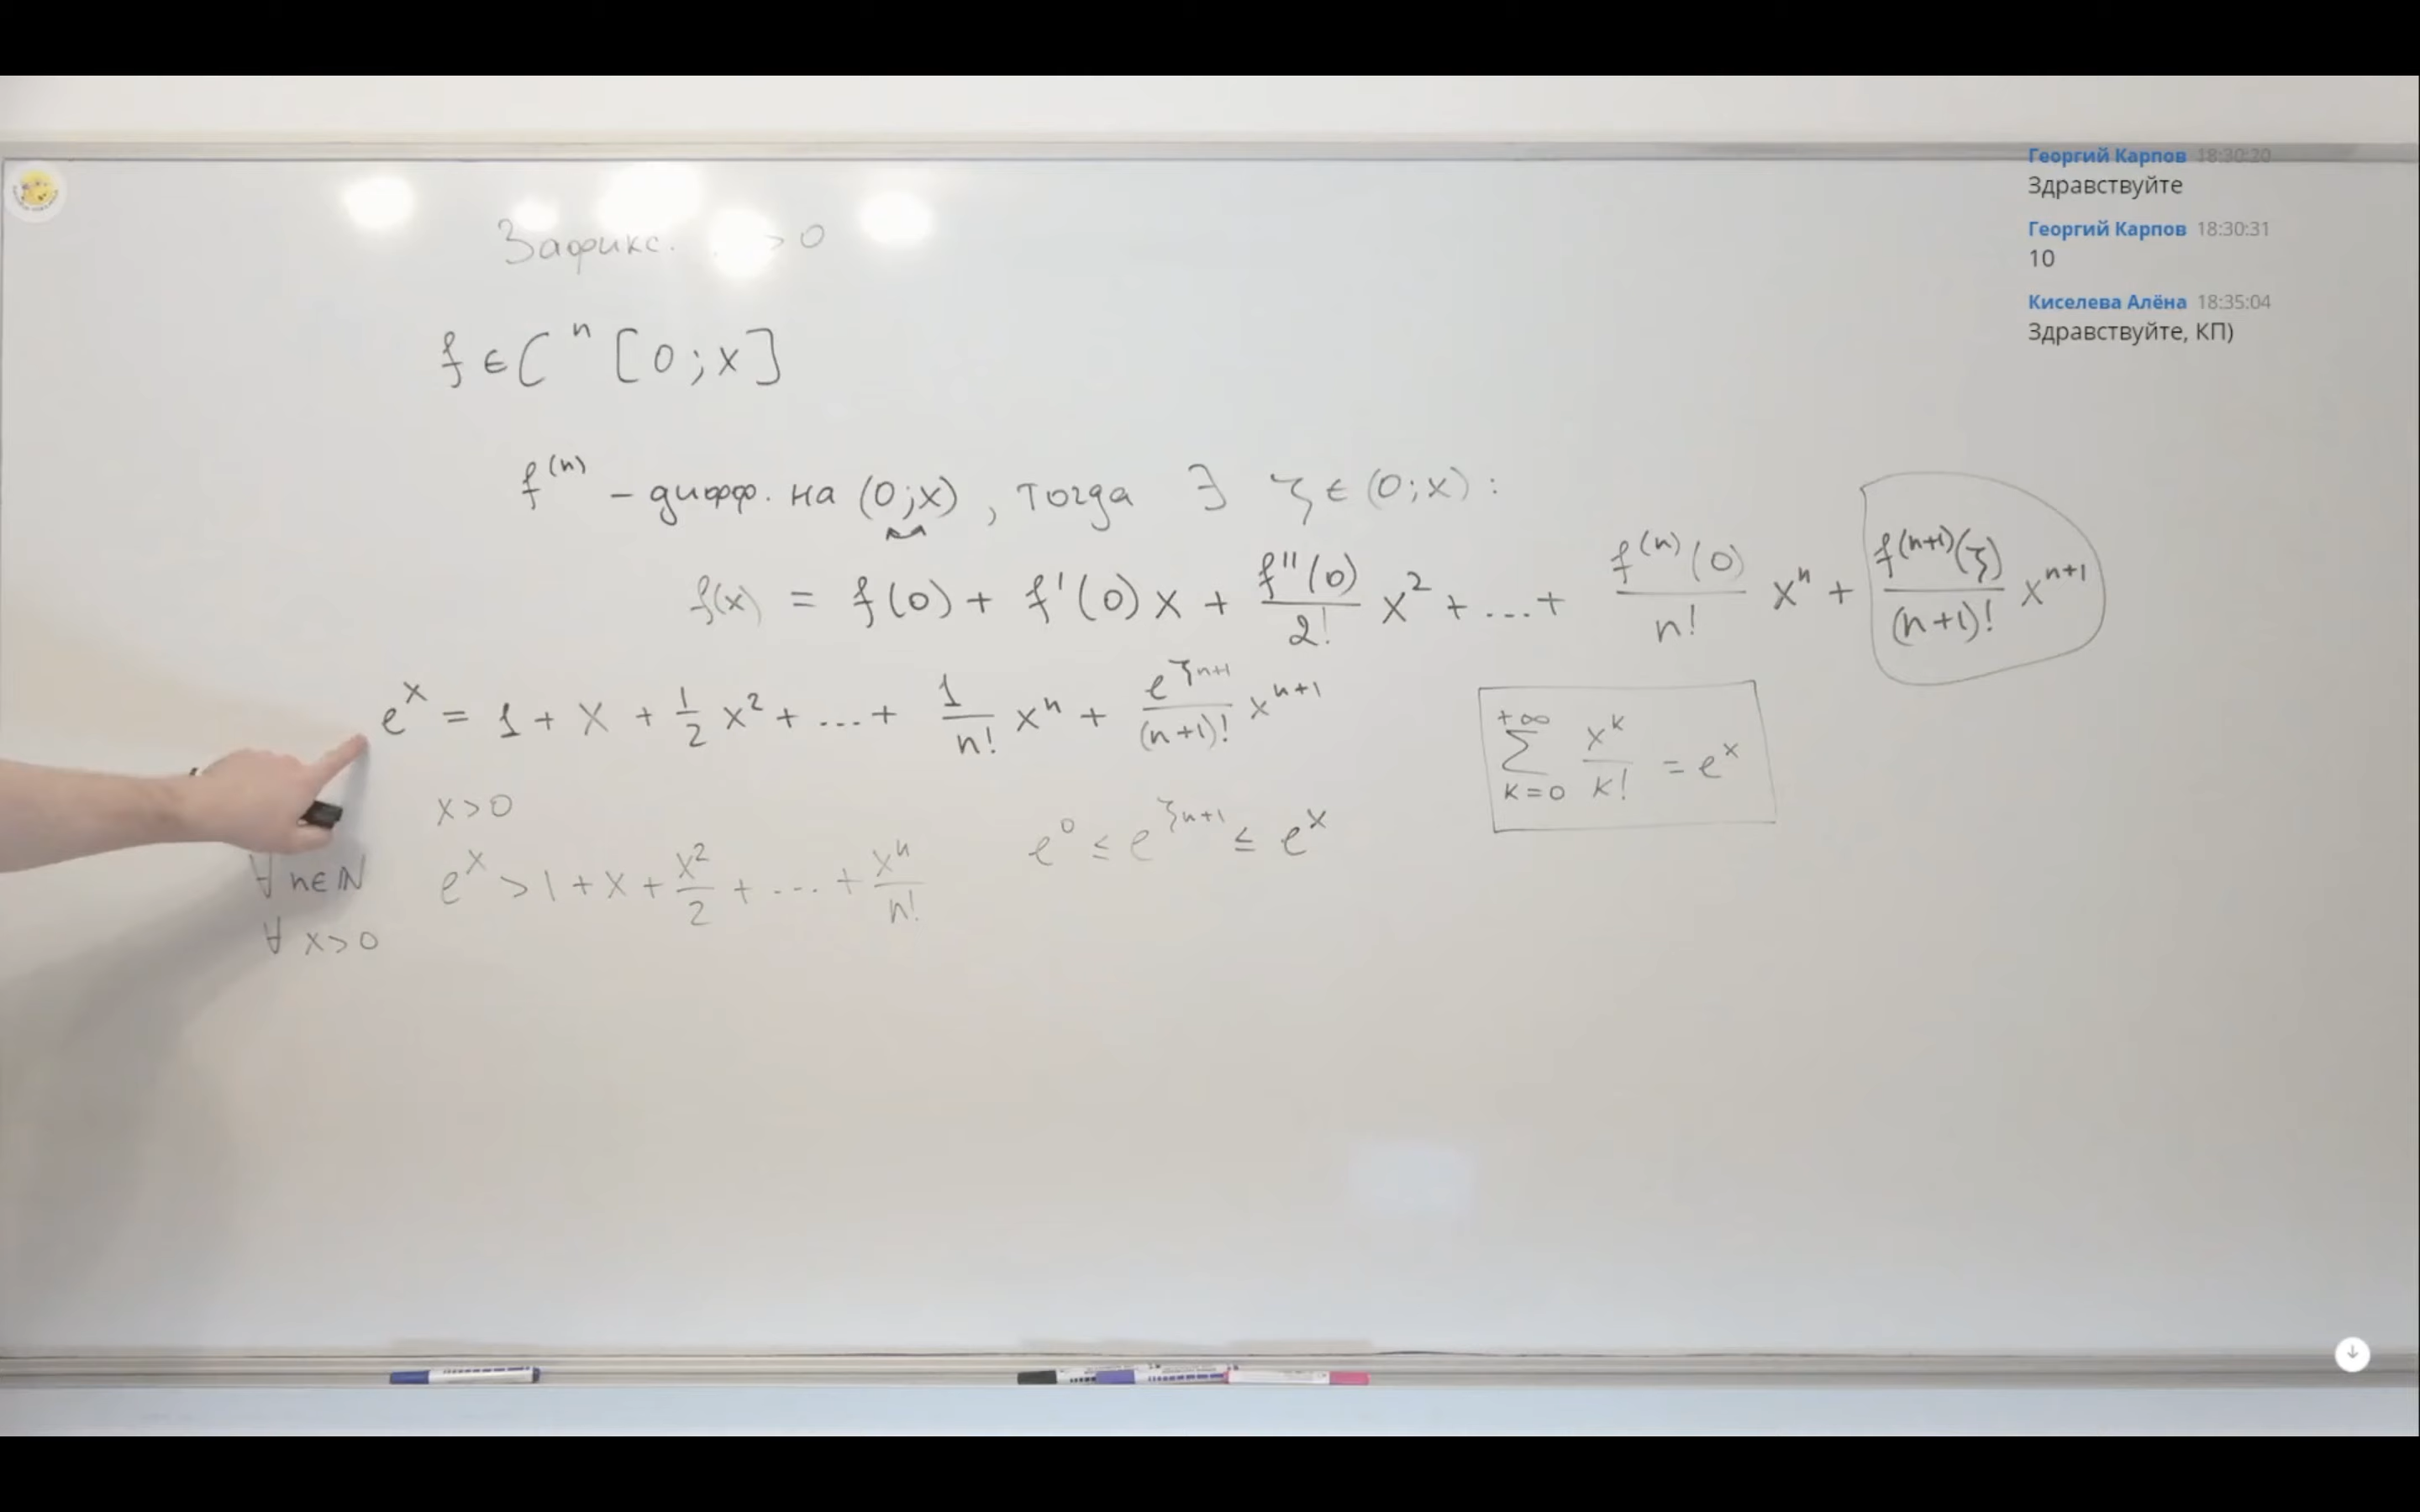 Зафикс. > 0
f ∈ C^n [0; x]
f^(n) – дифф. на (0; x), тогда ∃ ζ ∈ (0; x) :
f(x) = f(0) + f'(0) x + f''(0)/2! x^2 + ... + f^(n)(0)/n! x^n + f^(n+1)(ζ)/(n+1)! x^(n+1)
e^x = 1 + x + 1/2 x^2 + ... + 1/n! x^n + e^(ζ_(n+1))/(n+1)! x^(n+1)
∑_(k=0)^(+∞) x^k/k! = e^x
x > 0
e^0 ≤ e^(ζ_(n+1)) ≤ e^x
∀ n ∈ ℕ e^x > 1 + x + x^2/2 + ... + x^n/n!
∀ x > 0
Георгий Карпов 18:30:20
Здравствуйте
Георгий Карпов 18:30:31
10
Киселева Алёна 18:35:04
Здравствуйте, КП)